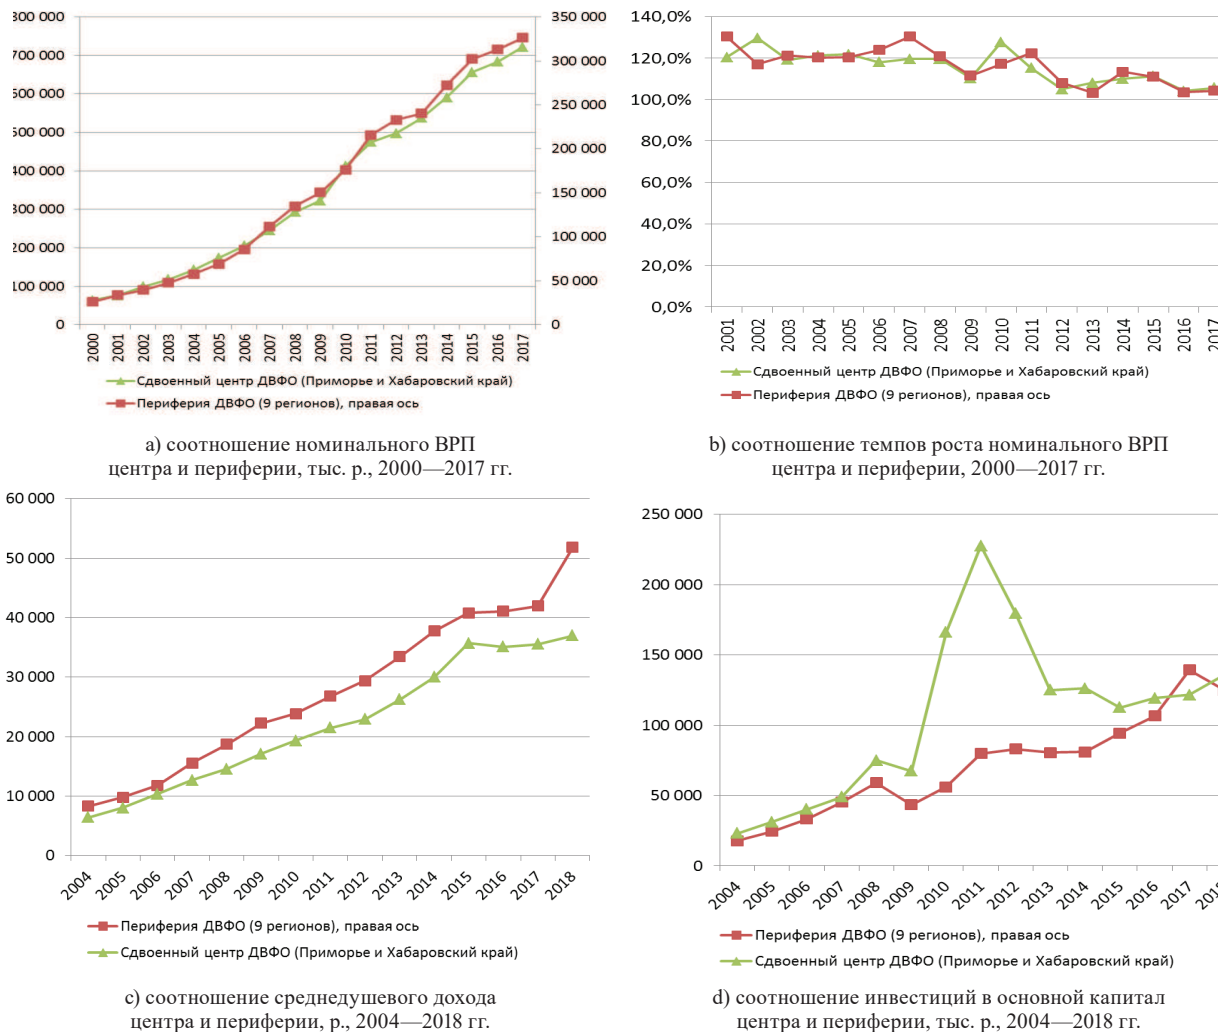 800 000
700 000
600 000
500 000
400 000
300 000
200 000
100 000
0
350 000
300 000
250 000
200 000
150 000
100 000
50 000
0
2000 2001 2002 2003 2004 2005 2006 2007 2008 2009 2010 2011 2012 2013 2014 2015 2016 2017
Сдвоенный центр ДВФО (Приморье и Хабаровский край)
Периферия ДВФО (9 регионов), правая ось
a) соотношение номинального ВРП
центра и периферии, тыс. р., 2000—2017 гг.
140,0%
120,0%
100,0%
80,0%
60,0%
40,0%
20,0%
0,0%
2001 2002 2003 2004 2005 2006 2007 2008 2009 2010 2011 2012 2013 2014 2015 2016 2017
Сдвоенный центр ДВФО (Приморье и Хабаровский край)
Периферия ДВФО (9 регионов), правая ось
b) соотношение темпов роста номинального ВРП
центра и периферии, 2000—2017 гг.
60 000
50 000
40 000
30 000
20 000
10 000
0
2004 2005 2006 2007 2008 2009 2010 2011 2012 2013 2014 2015 2016 2017 2018
Периферия ДВФО (9 регионов), правая ось
Сдвоенный центр ДВФО (Приморье и Хабаровский край)
c) соотношение среднедушевого дохода
центра и периферии, р., 2004—2018 гг.
250 000
200 000
150 000
100 000
50 000
0
2004 2005 2006 2007 2008 2009 2010 2011 2012 2013 2014 2015 2016 2017 2018
Периферия ДВФО (9 регионов), правая ось
Сдвоенный центр ДВФО (Приморье и Хабаровский край)
d) соотношение инвестиций в основной капитал
центра и периферии, тыс. р., 2004—2018 гг.